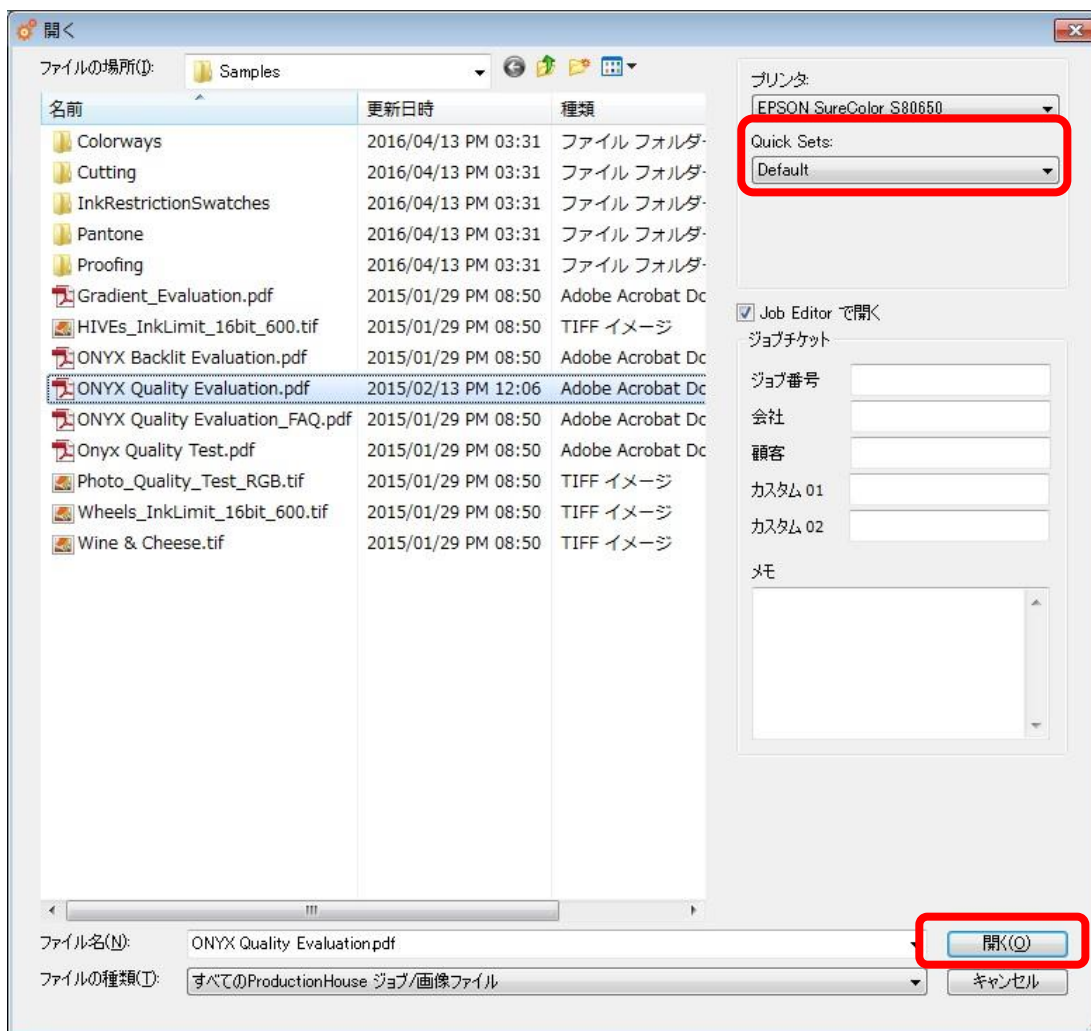 開く
ファイルの場所(I):
Samples
名前 更新日時 種類
Colorways 2016/04/13 PM 03:31 ファイル フォルダー
Cutting 2016/04/13 PM 03:31 ファイル フォルダー
InkRestrictionSwatches 2016/04/13 PM 03:31 ファイル フォルダー
Pantone 2016/04/13 PM 03:31 ファイル フォルダー
Proofing 2016/04/13 PM 03:31 ファイル フォルダー
Gradient_Evaluation.pdf 2015/01/29 PM 08:50 Adobe Acrobat Dc
HIVEs_InkLimit_16bit_600.tif 2015/01/29 PM 08:50 TIFF イメージ
ONYX Backlit Evaluation.pdf 2015/01/29 PM 08:50 Adobe Acrobat Dc
ONYX Quality Evaluation.pdf 2015/02/13 PM 12:06 Adobe Acrobat Dc
ONYX Quality Evaluation_FAQ.pdf 2015/01/29 PM 08:50 Adobe Acrobat Dc
Onyx Quality Test.pdf 2015/01/29 PM 08:50 Adobe Acrobat Dc
Photo_Quality_Test_RGB.tif 2015/01/29 PM 08:50 TIFF イメージ
Wheels_InkLimit_16bit_600.tif 2015/01/29 PM 08:50 TIFF イメージ
Wine & Cheese.tif 2015/01/29 PM 08:50 TIFF イメージ
プリンタ:
EPSON SureColor S80650
Quick Sets:
Default
Job Editor で開く
ジョブチケット
ジョブ番号
会社
顧客
カスタム 01
カスタム 02
メモ
ファイル名(N): ONYX Quality Evaluation.pdf 開く(O)
ファイルの種類(T): すべてのProductionHouse ジョブ/画像ファイル キャンセル